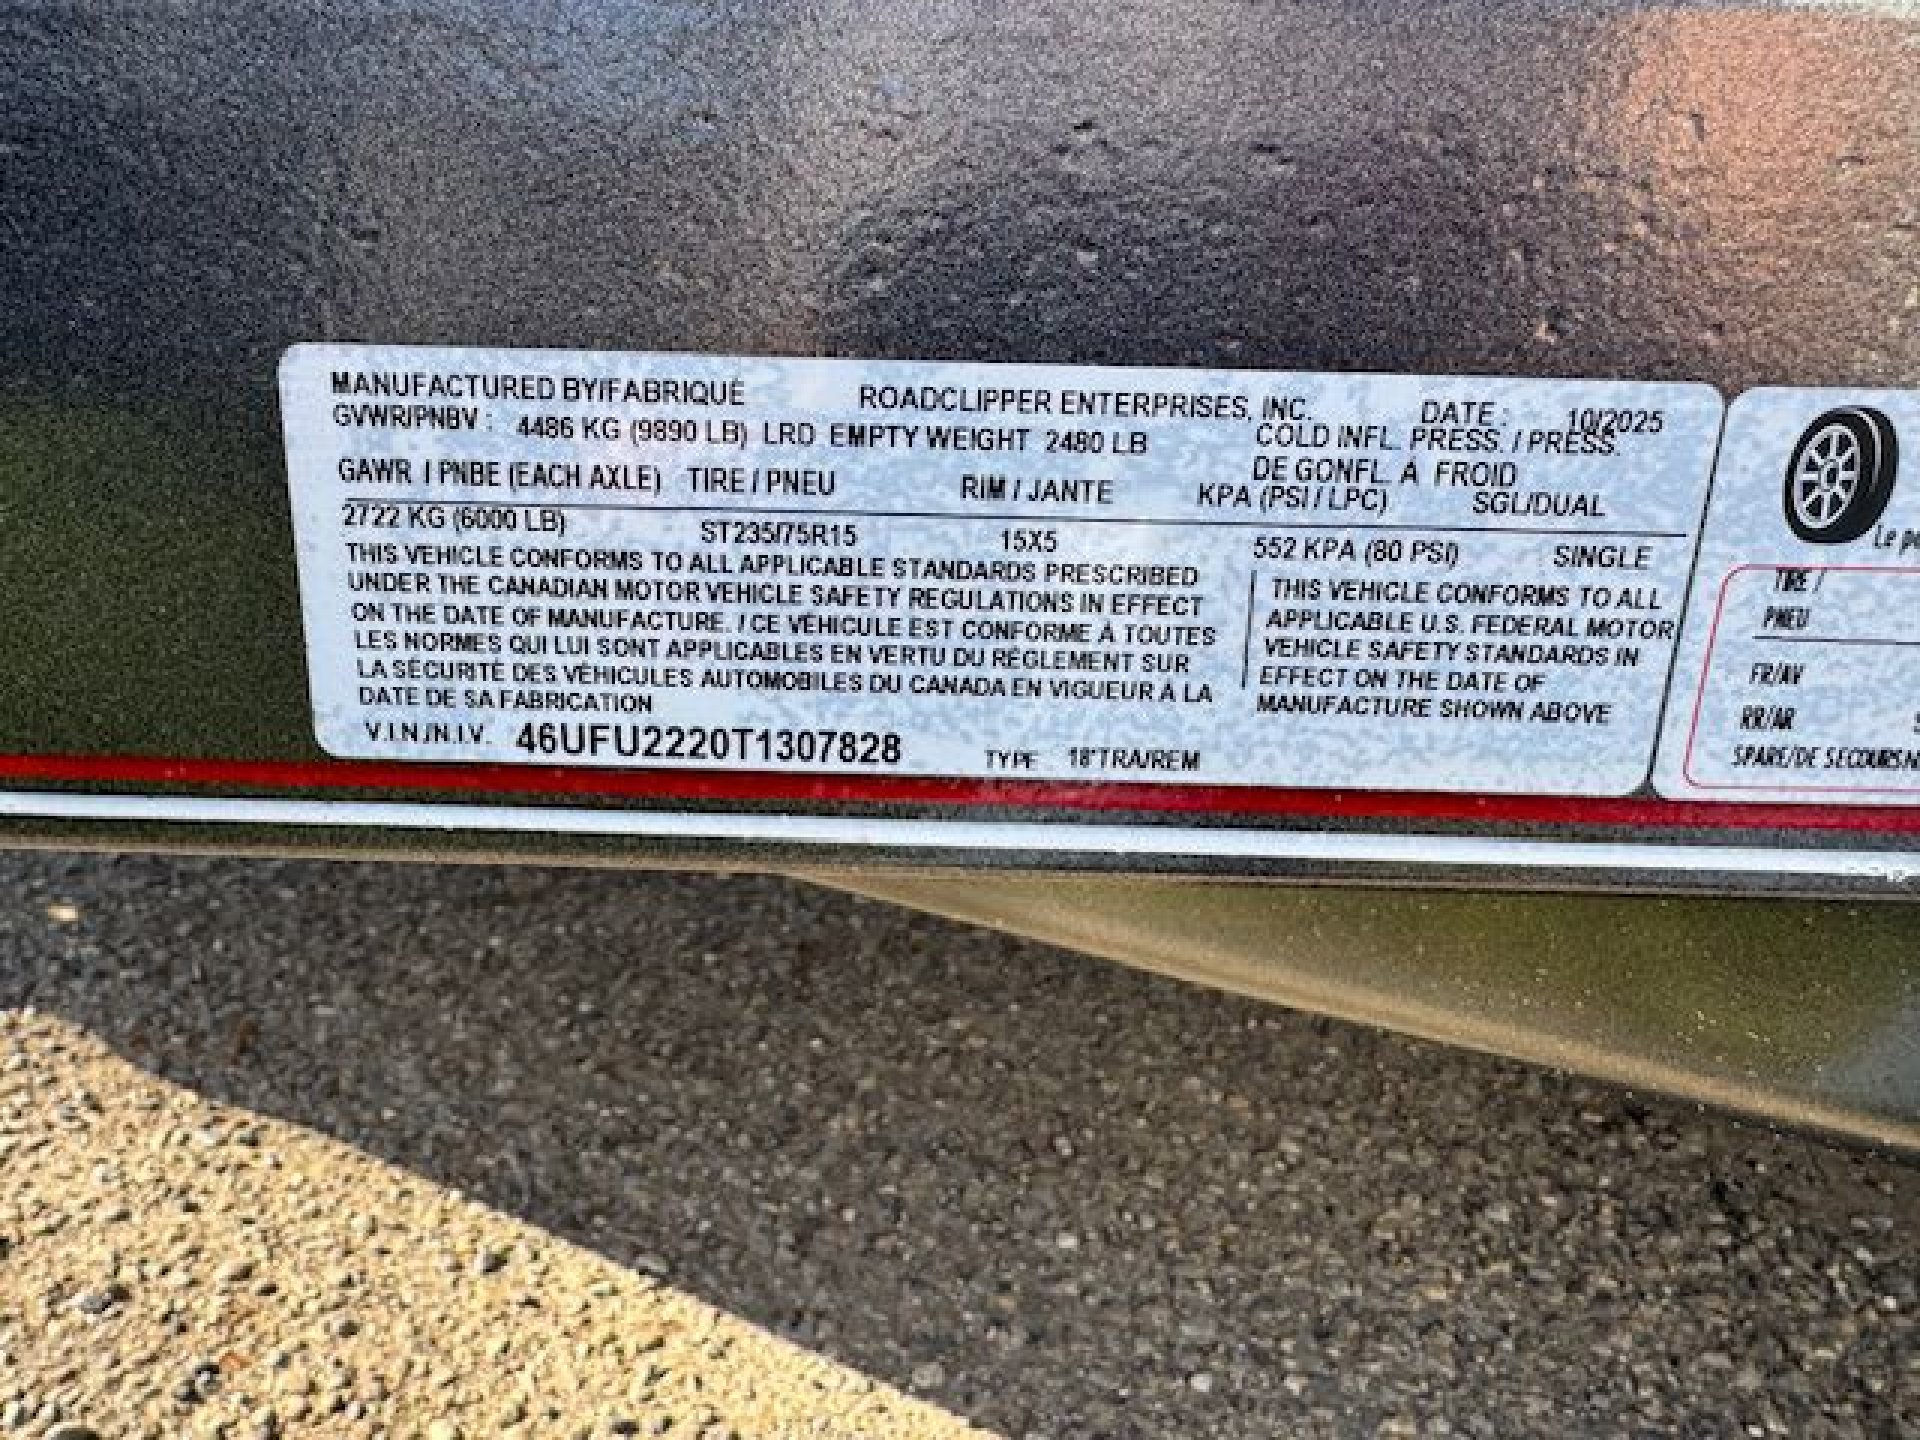 MANUFACTURED BY/FABRIQUÉ ROADCLIPPER ENTERPRISES, INC. DATE: 10/2025
GVWR/PNBV: 4486 KG (9890 LB) LRD EMPTY WEIGHT 2480 LB COLD INFL. PRESS. / PRESS.
DE GONFL. A FROID
GAWR / PNBE (EACH AXLE) TIRE / PNEU RIM / JANTE KPA (PSI / LPC) SGL/DUAL
2722 KG (6000 LB) ST235/75R15 15X5 552 KPA (80 PSI) SINGLE
THIS VEHICLE CONFORMS TO ALL APPLICABLE STANDARDS PRESCRIBED
UNDER THE CANADIAN MOTOR VEHICLE SAFETY REGULATIONS IN EFFECT
ON THE DATE OF MANUFACTURE. / CE VÉHICULE EST CONFORME À TOUTES
LES NORMES QUI LUI SONT APPLICABLES EN VERTU DU RÈGLEMENT SUR
LA SÉCURITÉ DES VÉHICULES AUTOMOBILES DU CANADA EN VIGUEUR À LA
DATE DE SA FABRICATION
THIS VEHICLE CONFORMS TO ALL
APPLICABLE U.S. FEDERAL MOTOR
VEHICLE SAFETY STANDARDS IN
EFFECT ON THE DATE OF
MANUFACTURE SHOWN ABOVE
V.I.N./N.I.V. 46UFU2220T1307828 TYPE 18'TRA/REM
Le
TIRE /
PNEU
FR/AV
RR/AR
SPARE/DE SECOURS